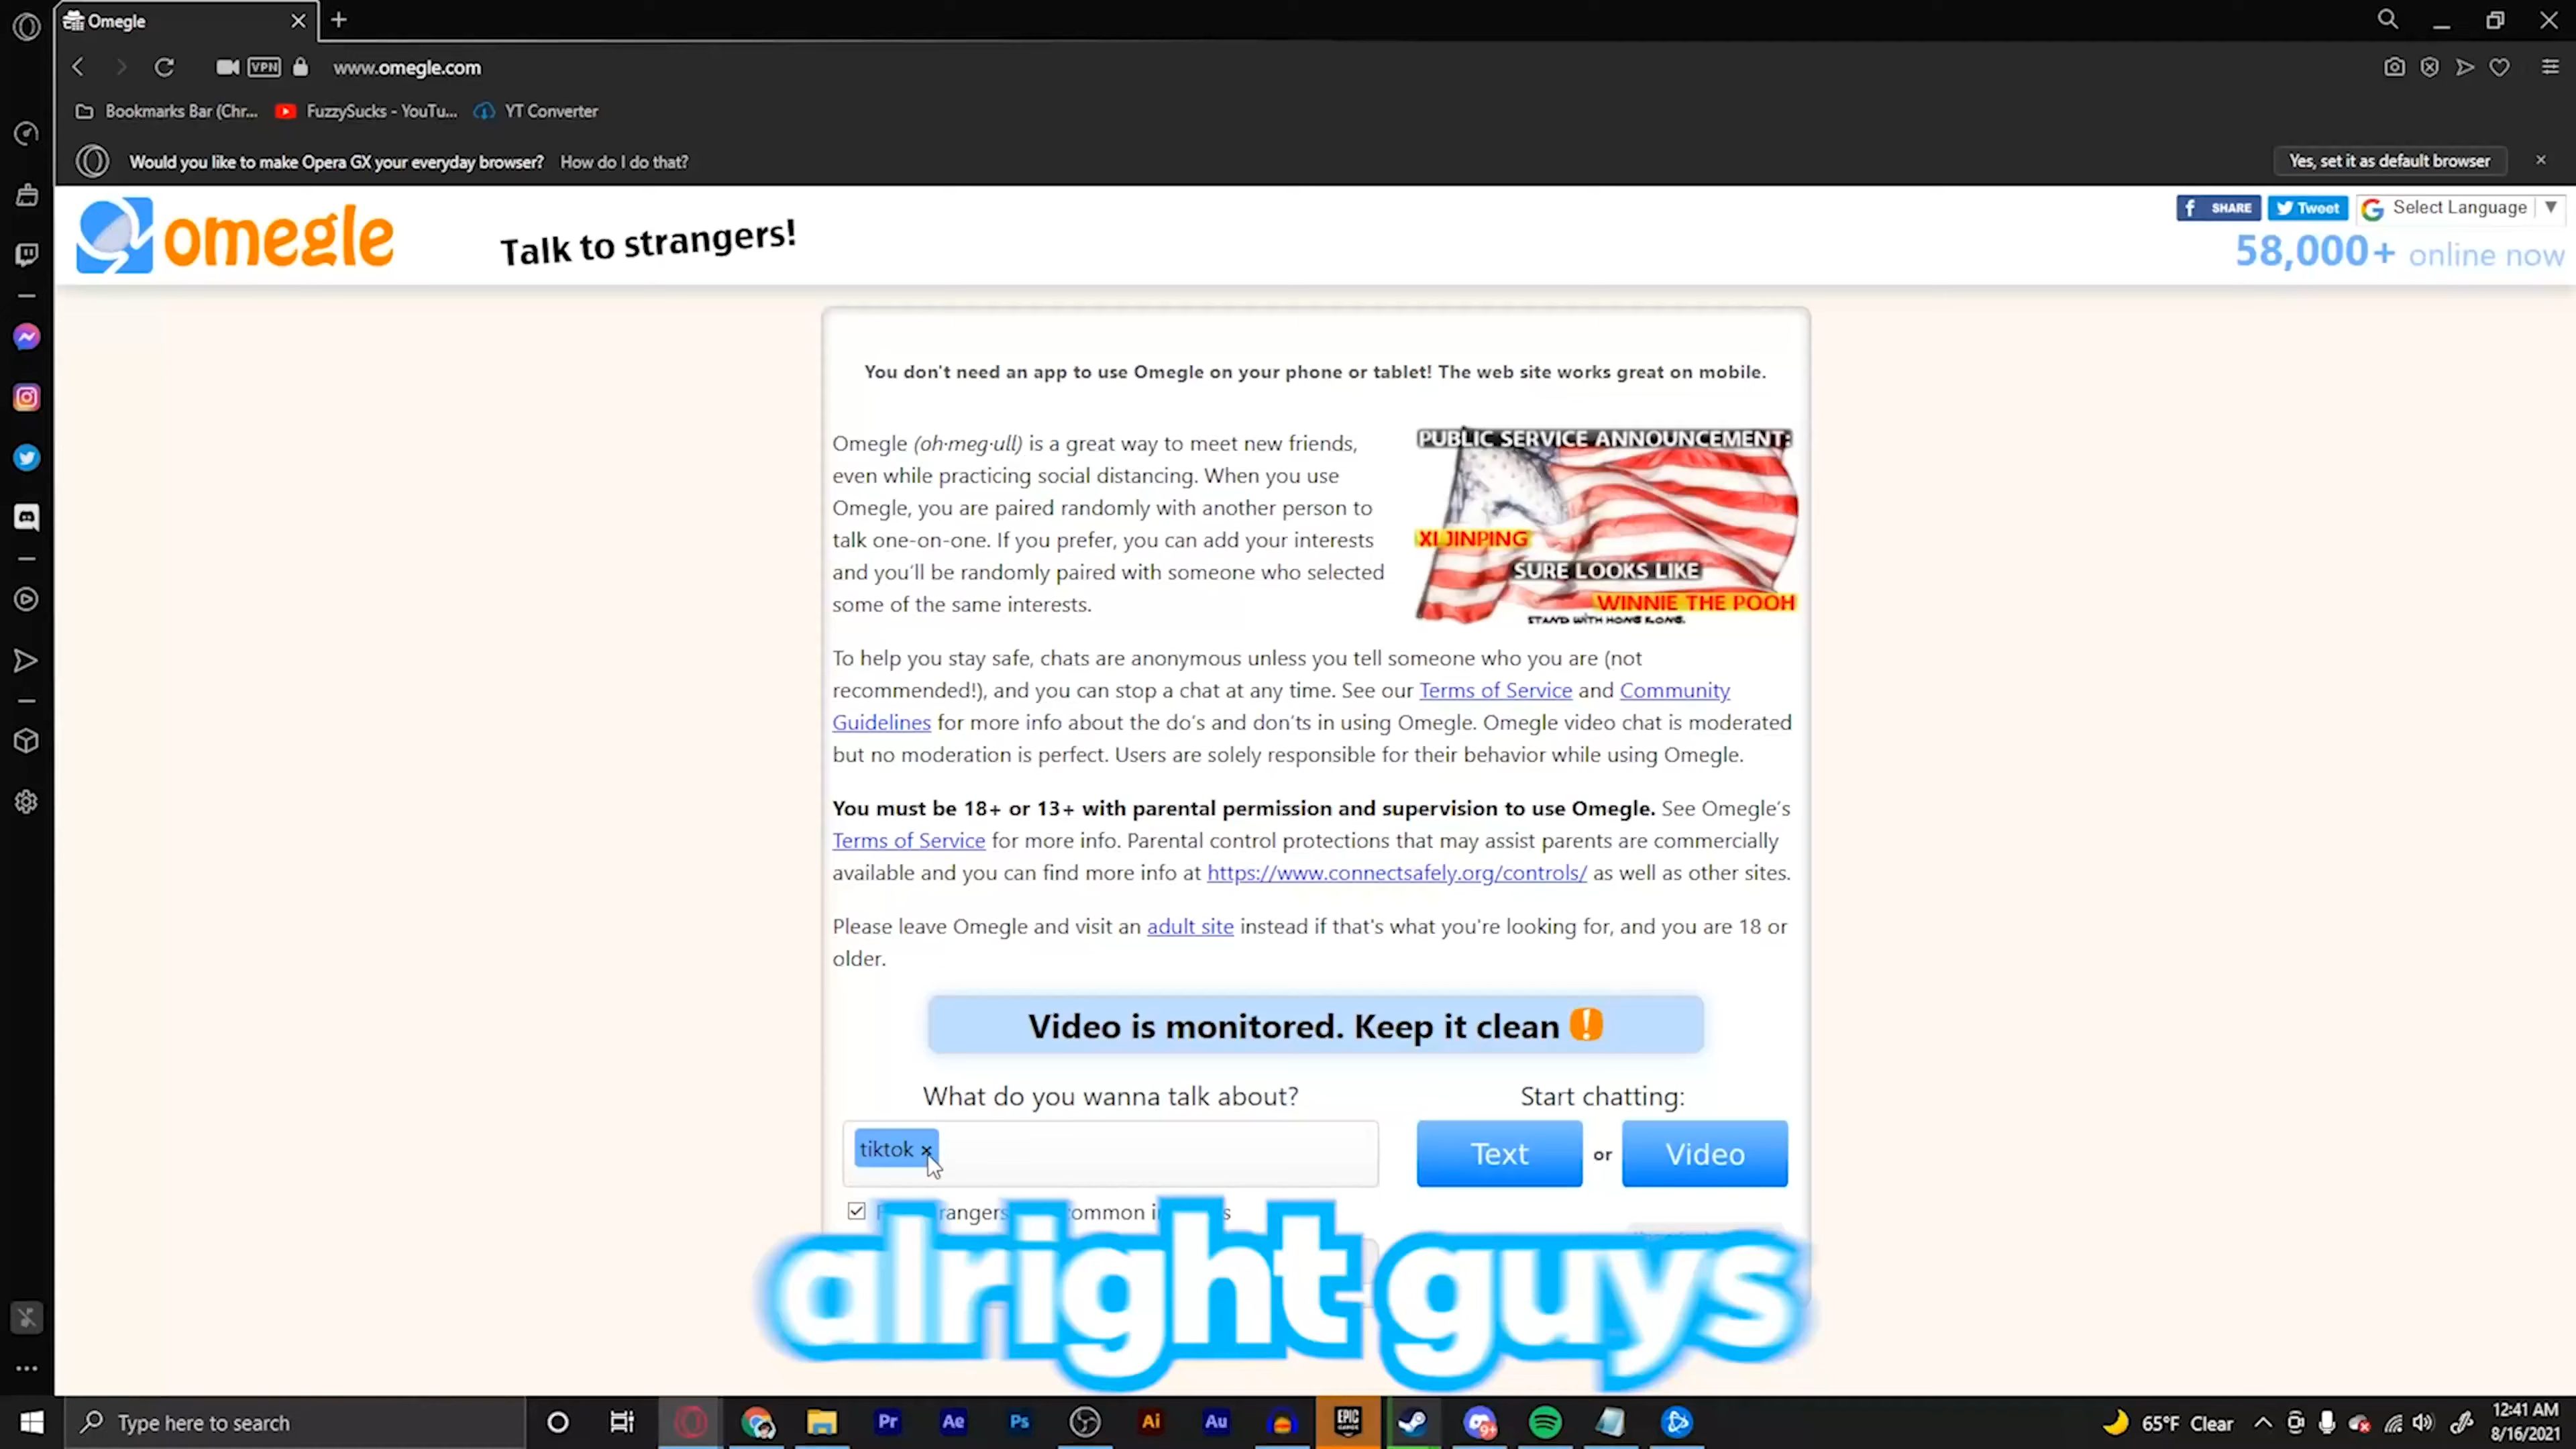 Omegle
VPN
www.omegle.com
Bookmarks Bar (Chr...
FuzzySucks - YouTu...
YT Converter
Would you like to make Opera GX your everyday browser? How do I do that?
Yes, set it as default browser
omegle
Talk to strangers!
SHARE
Tweet
Select Language
58,000+ online now
You don't need an app to use Omegle on your phone or tablet! The web site works great on mobile.
Omegle (oh·meg·ull) is a great way to meet new friends,
even while practicing social distancing. When you use
Omegle, you are paired randomly with another person to
talk one-on-one. If you prefer, you can add your interests
and you'll be randomly paired with someone who selected
some of the same interests.
PUBLIC SERVICE ANNOUNCEMENT:
XI JINPING
SURE LOOKS LIKE
WINNIE THE POOH
STAND WITH HONG KONG.
To help you stay safe, chats are anonymous unless you tell someone who you are (not
recommended!), and you can stop a chat at any time. See our Terms of Service and Community
Guidelines for more info about the do's and don'ts in using Omegle. Omegle video chat is moderated
but no moderation is perfect. Users are solely responsible for their behavior while using Omegle.
You must be 18+ or 13+ with parental permission and supervision to use Omegle. See Omegle's
Terms of Service for more info. Parental control protections that may assist parents are commercially
available and you can find more info at https://www.connectsafely.org/controls/ as well as other sites.
Please leave Omegle and visit an adult site instead if that's what you're looking for, and you are 18 or
older.
Video is monitored. Keep it clean !
What do you wanna talk about?
Start chatting:
tiktok ×
Text or Video
common
alright guys
Type here to search
Pr
Ae
Ps
Ai
Au
EPIC GAMES
9+
65°F Clear
12:41 AM
8/16/2021